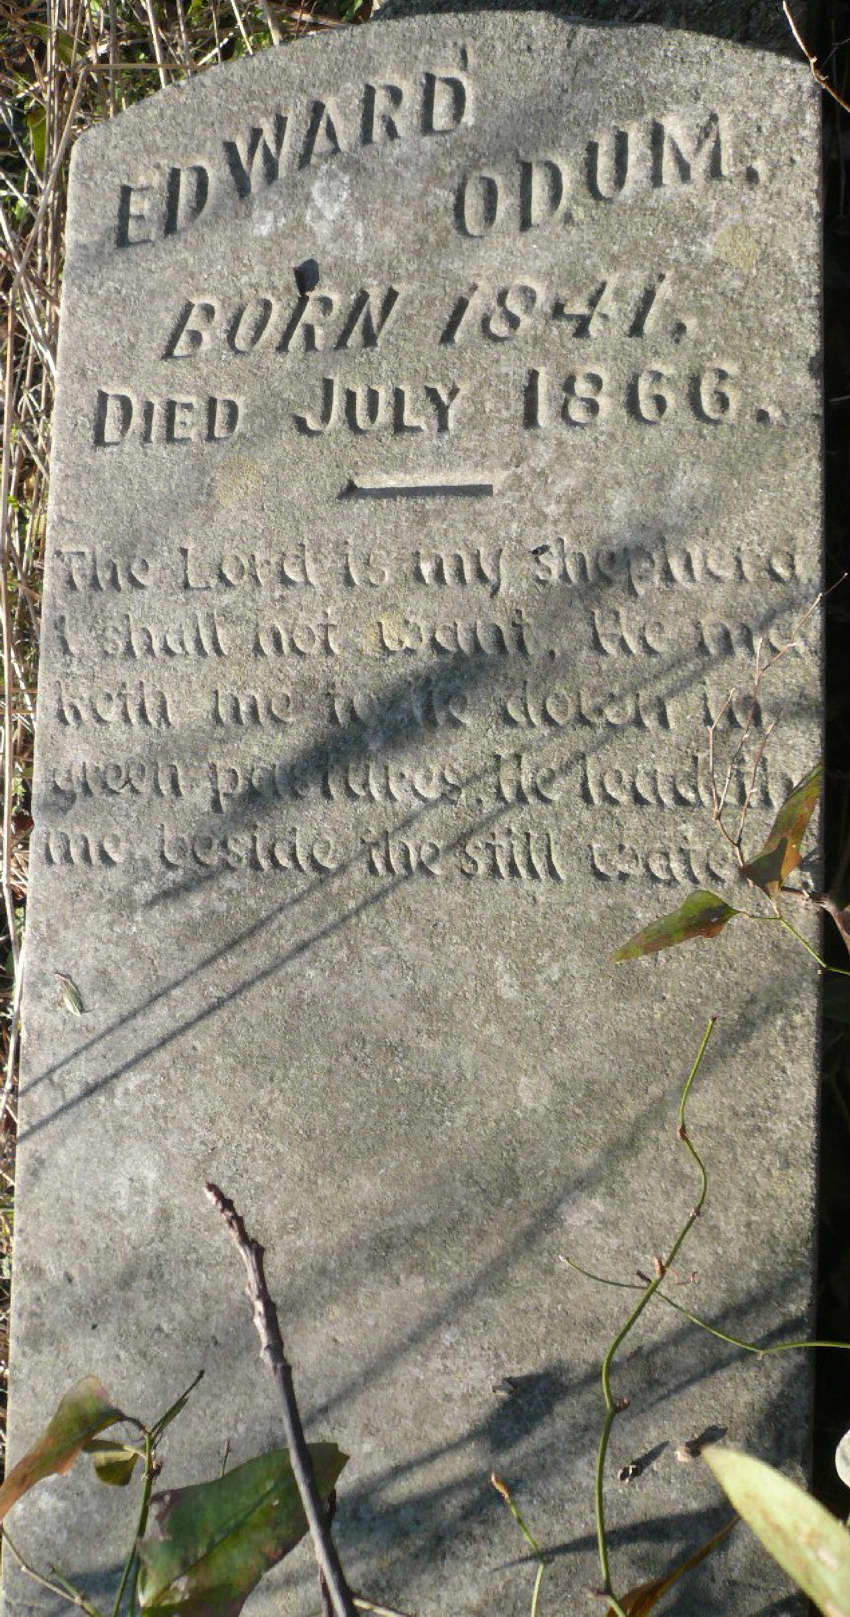 EDWARD ODUM.
BORN 1841.
DIED JULY 1866.
The Lord is my shepherd
I shall not want. He ma
keth me to lie down in
green pastures. He leadeth
me beside the still